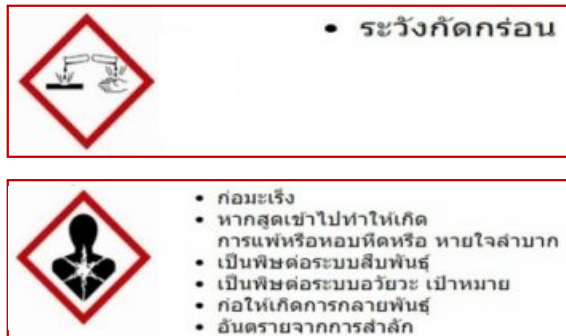 • ระวังกัดกร่อน
• ก่อมะเร็ง
• หากสูดเข้าไปทำให้เกิด
การแพ้หรือหอบหืดหรือ หายใจลำบาก
• เป็นพิษต่อระบบสืบพันธุ์
• เป็นพิษต่อระบบอวัยวะ เป้าหมาย
• ก่อให้เกิดการกลายพันธุ์
• อันตรายจากการสำลัก